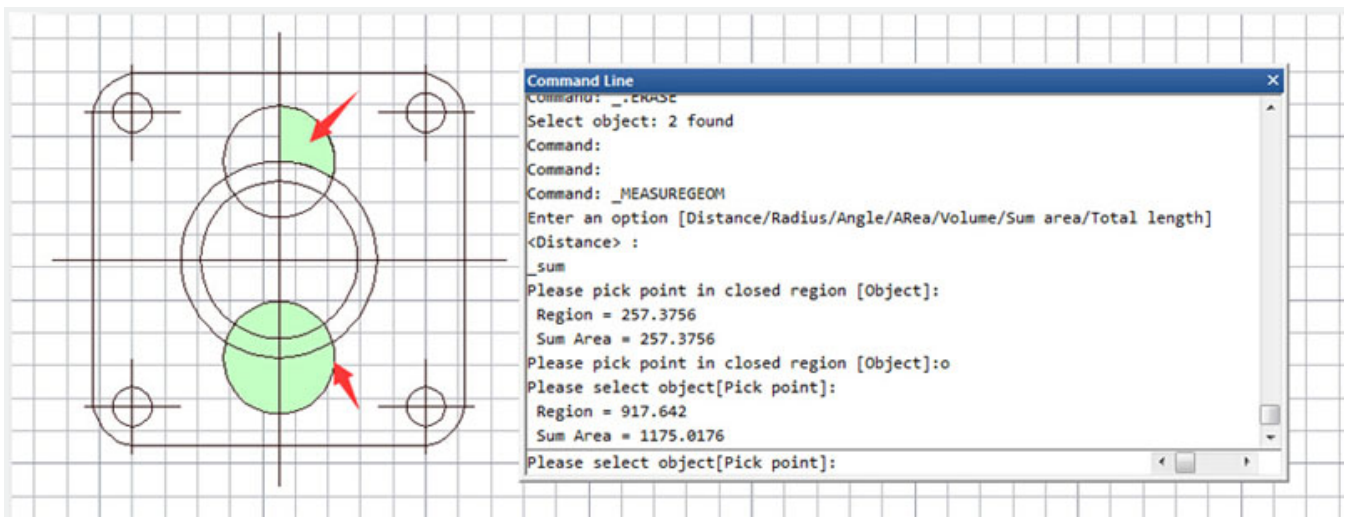 Command Line
Command: _.ERASE
Select object: 2 found
Command:
Command:
Command: _MEASUREGEOM
Enter an option [Distance/Radius/Angle/ARea/Volume/Sum area/Total length]
<Distance> :
_sum
Please pick point in closed region [Object]:
Region = 257.3756
Sum Area = 257.3756
Please pick point in closed region [Object]:o
Please select object[Pick point]:
Region = 917.642
Sum Area = 1175.0176
Please select object[Pick point]: